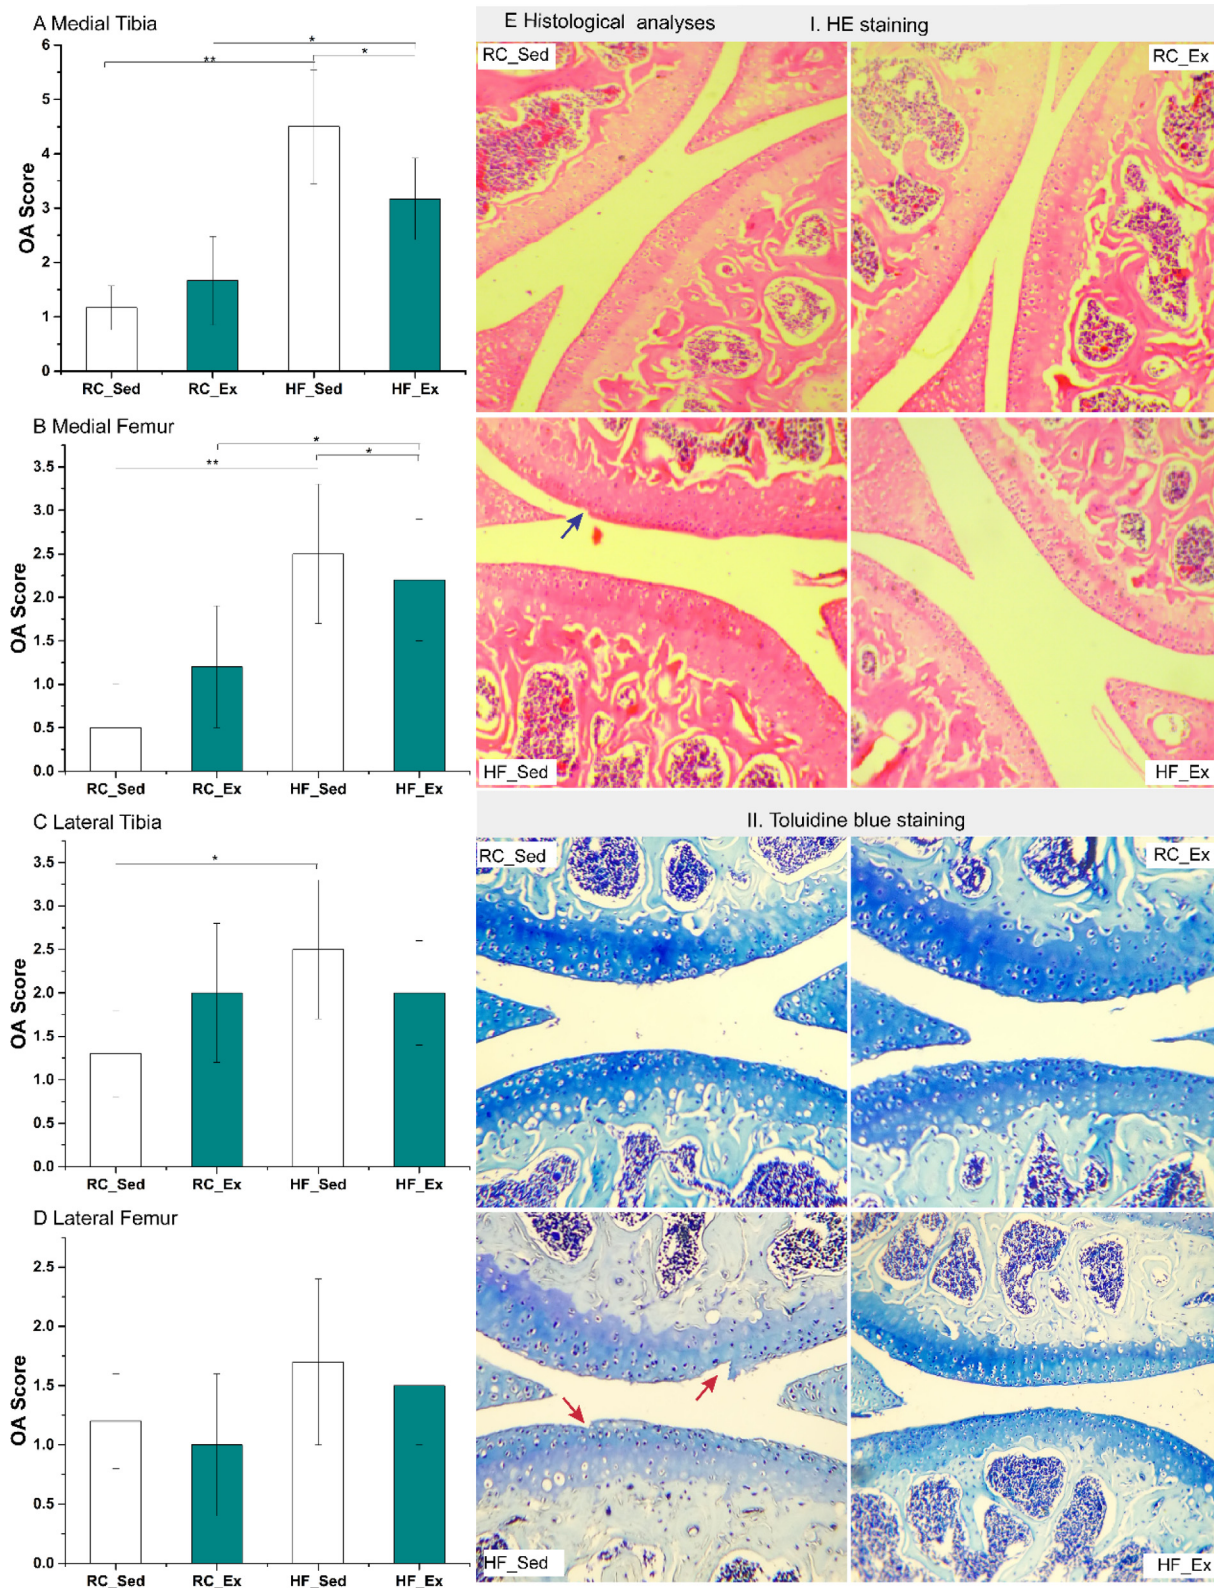 A Medial Tibia
* 
** *
6
5
4
3
2
1
0
OA Score
RC_Sed RC_Ex HF_Sed HF_Ex
B Medial Femur
*
** *
3.5
3.0
2.5
2.0
1.5
1.0
0.5
0.0
OA Score
RC_Sed RC_Ex HF_Sed HF_Ex
C Lateral Tibia
*
3.5
3.0
2.5
2.0
1.5
1.0
0.5
0.0
OA Score
RC_Sed RC_Ex HF_Sed HF_Ex
D Lateral Femur
2.5
2.0
1.5
1.0
0.5
0.0
OA Score
RC_Sed RC_Ex HF_Sed HF_Ex
E Histological analyses I. HE staining
RC_Sed RC_Ex
HF_Sed HF_Ex
II. Toluidine blue staining
RC_Sed RC_Ex
HF_Sed HF_Ex